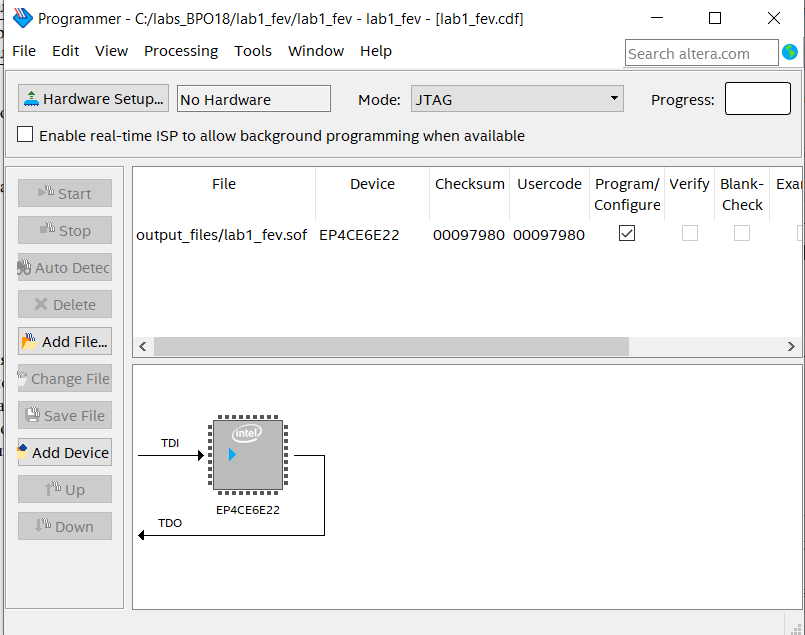 Programmer - C:/labs_BPO18/lab1_fev/lab1_fev - lab1_fev - [lab1_fev.cdf]
File Edit View Processing Tools Window Help
Search altera.com
Hardware Setup... No Hardware Mode: JTAG Progress:
Enable real-time ISP to allow background programming when available
Start
Stop
Auto Detec
Delete
Add File...
Change File
Save File
Add Device
Up
Down
File Device Checksum Usercode Program/ Verify Blank- Exar
Configure Check
output_files/lab1_fev.sof EP4CE6E22 00097980 00097980
TDI
intel
EP4CE6E22
TDO